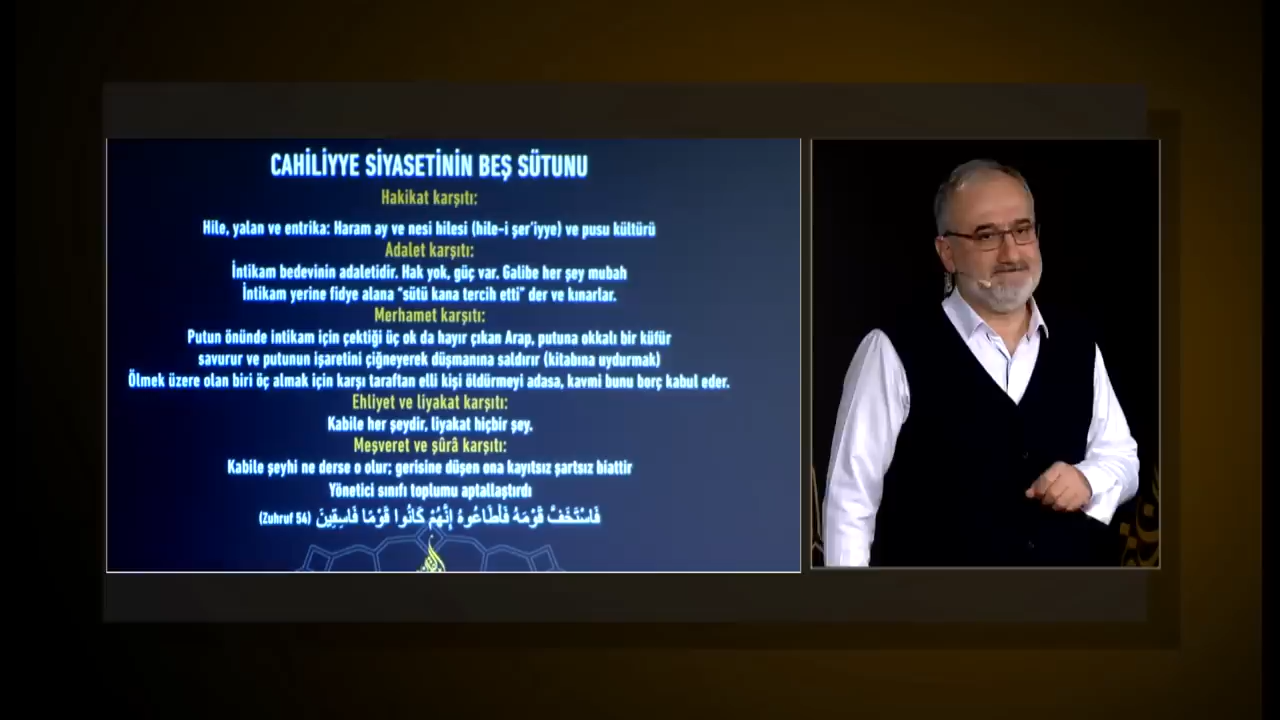 CAHİLİYYE SİYASETİNİN BEŞ SÜTUNU
Hakikat karşıtı:
Hile, yalan ve entrika: Haram ay ve nesi hilesi (hile-i şer'iyye) ve pusu kültürü
Adalet karşıtı:
İntikam bedevinin adaletidir. Hak yok, güç var. Galibe her şey mubah
İntikam yerine fidye alana "sütü kana tercih etti" der ve kınarlar.
Merhamet karşıtı:
Putun önünde intikam için çektiği üç ok da hayır çıkan Arap, putuna okkalı bir küfür
savurur ve putunun işaretini çiğneyerek düşmanına saldırır (kitabına uydurmak)
Ölmek üzere olan biri öç almak için karşı taraftan elli kişi öldürmeyi adasa, kavmi bunu borç kabul eder.
Ehliyet ve liyakat karşıtı:
Kabile her şeydir, liyakat hiçbir şey.
Meşveret ve şûrâ karşıtı:
Kabile şeyhi ne derse o olur; gerisine düşen ona kayıtsız şartsız biattir
Yönetici sınıfı toplumu aptallaştırdı
فَاسْتَخَفَّ قَوْمَهُ فَأَطَاعُوهُ إِنَّهُمْ كَانُوا قَوْمًا فَاسِقِينَ (Zuhruf 54)